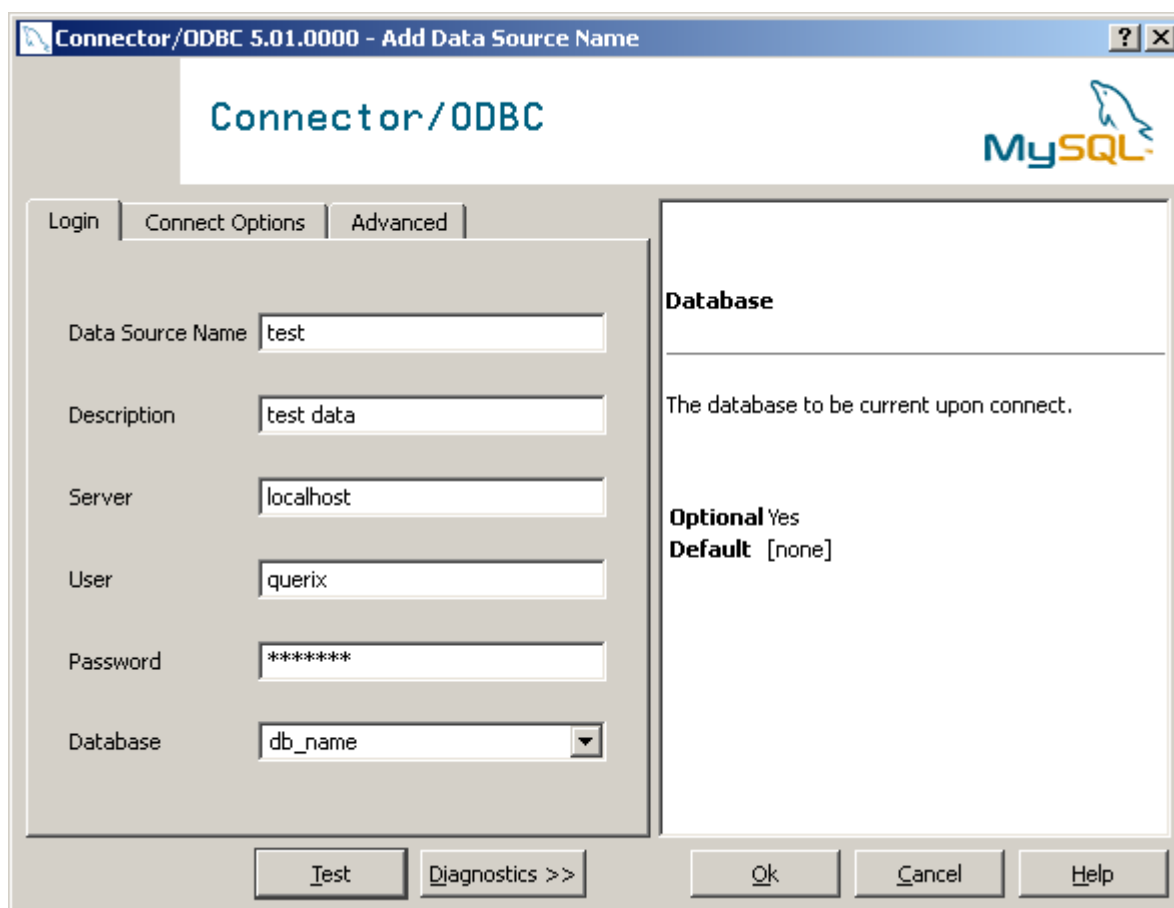 Connector/ODBC 5.01.0000 - Add Data Source Name
Connector/ODBC
MySQL
Login Connect Options Advanced
Data Source Name test
Description test data
Server localhost
User querix
Password *******
Database db_name
Database
The database to be current upon connect.
Optional Yes
Default [none]
Test Diagnostics >> Ok Cancel Help